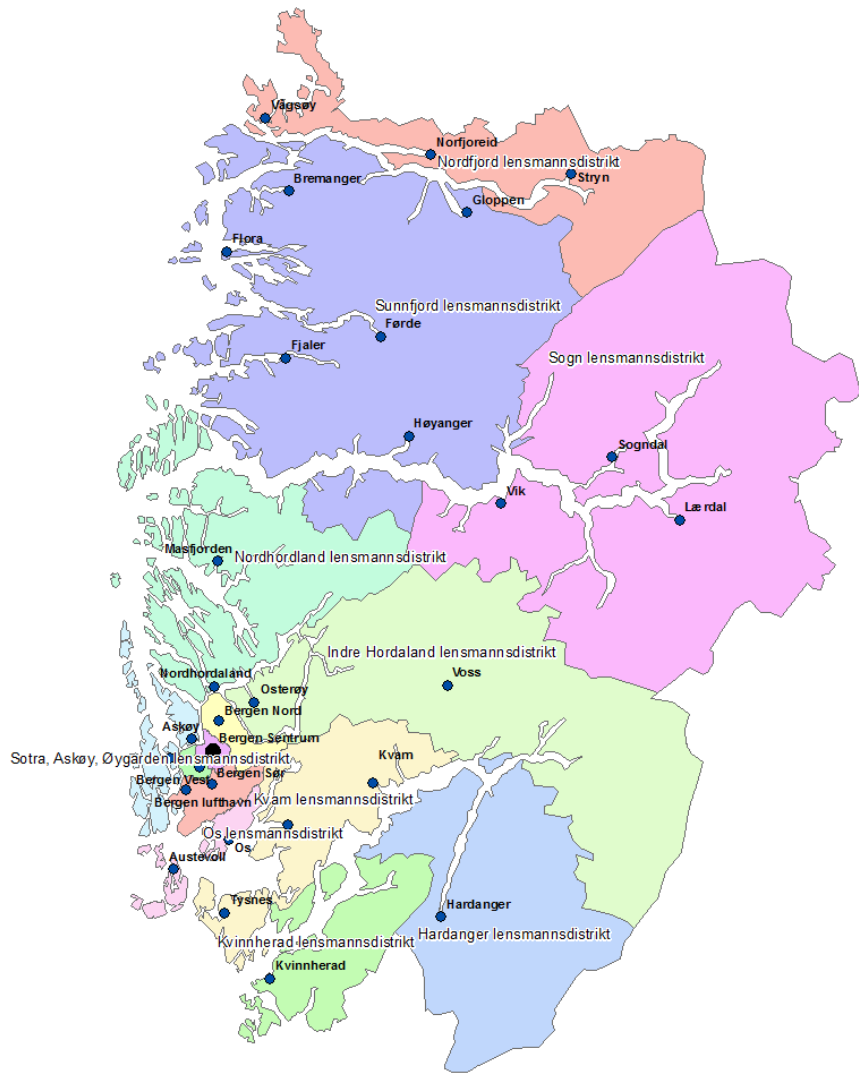 Vågsøy
Norfjoreid
Nordfjord lensmannsdistrikt
Stryn
Bremanger
Gloppen
Flora
Sunnfjord lensmannsdistrikt
Førde
Fjaler
Sogn lensmannsdistrikt
Høyanger
Sogndal
Vik
Lærdal
Masfjorden
Nordhordland lensmannsdistrikt
Indre Hordaland lensmannsdistrikt
Nordhordaland
Voss
Osterøy
Bergen Nord
Askøy
Bergen Sentrum
Sotra, Askøy, Øygarden lensmannsdistrikt
Kvam
Bergen Vest
Bergen Sør
Bergen lufthavn
Kvam lensmannsdistrikt
Os lensmannsdistrikt
Os
Austevoll
Tysnes
Hardanger
Hardanger lensmannsdistrikt
Kvinnherad lensmannsdistrikt
Kvinnherad